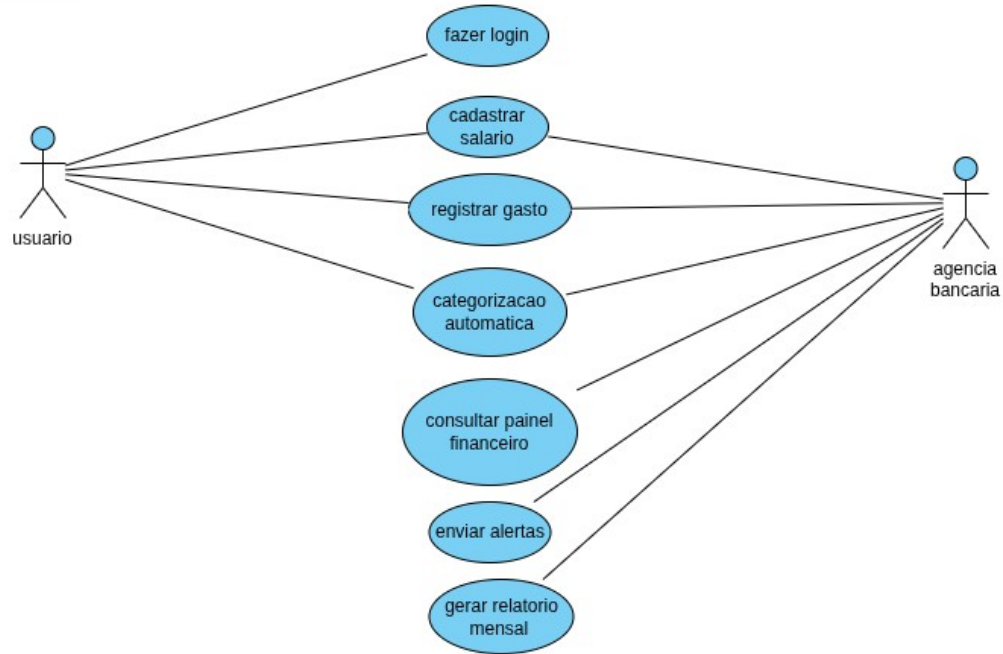 fazer login
cadastrar
salario
registrar gasto
usuario
agencia
bancaria
categorizacao
automatica
consultar painel
financeiro
enviar alertas
gerar relatorio
mensal